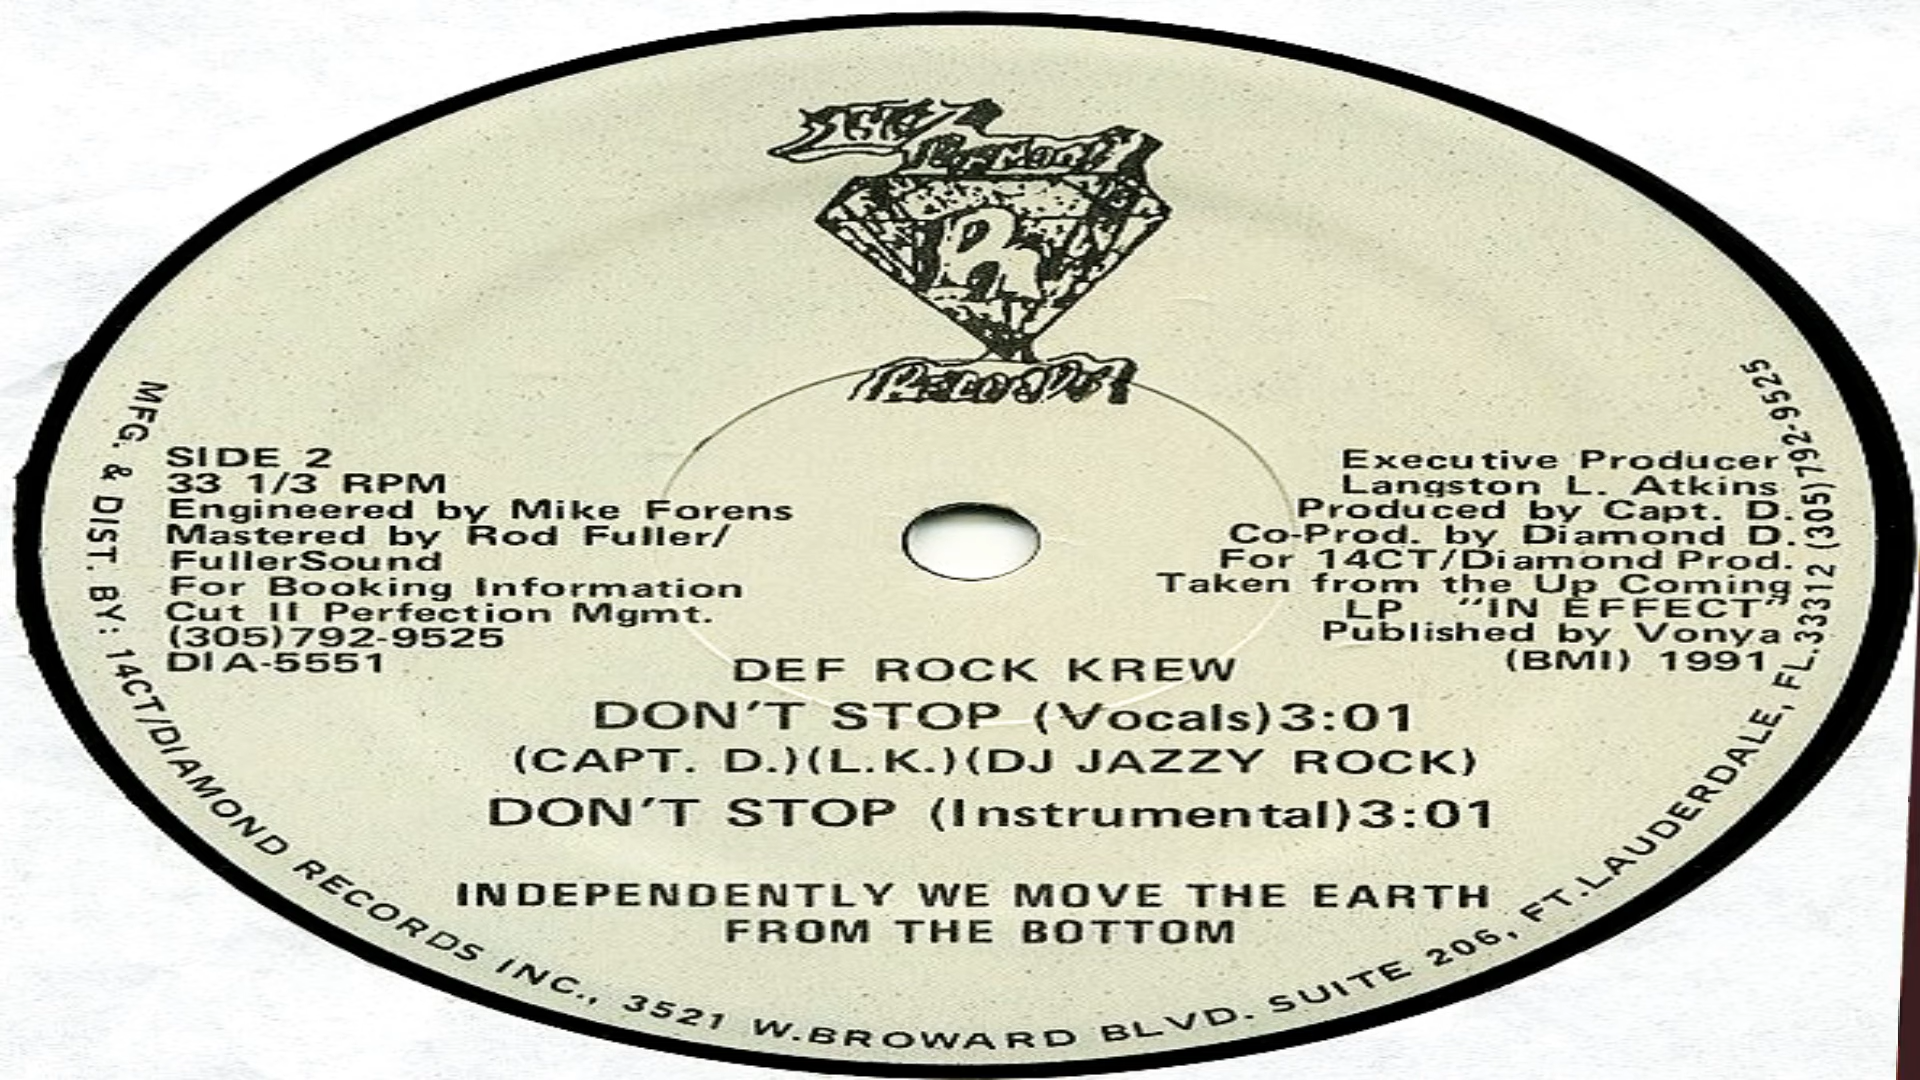 14CT
DIAMOND
R
RECORDS
SIDE 2
33 1/3 RPM
Engineered by Mike Forens
Mastered by Rod Fuller/
FullerSound
For Booking Information
Cut II Perfection Mgmt.
(305)792-9525
DIA-5551
Executive Producer
Langston L. Atkins
Produced by Capt. D.
Co-Prod. by Diamond D.
For 14CT/Diamond Prod.
Taken from the Up Coming
LP "IN EFFECT"
Published by Vonya
(BMI) 1991
DEF ROCK KREW
DON'T STOP (Vocals)3:01
(CAPT. D.)(L.K.)(DJ JAZZY ROCK)
DON'T STOP (Instrumental)3:01
INDEPENDENTLY WE MOVE THE EARTH
FROM THE BOTTOM
MFG. & DIST. BY: 14CT/DIAMOND RECORDS INC., 3521 W.BROWARD BLVD. SUITE 206, FT.LAUDERDALE, FL.33312 (305)792-9525